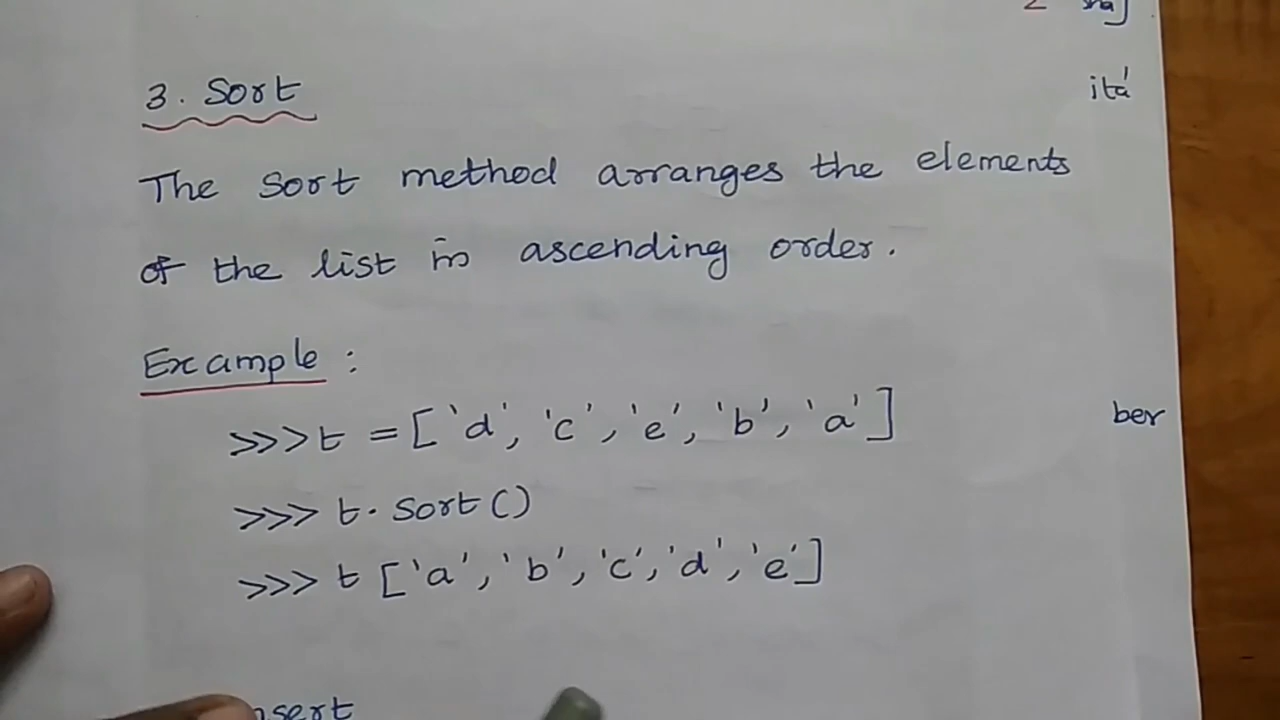 3. Sort
The Sort method arranges the elements
of the list in ascending order.
Example :
>>> t = ['d', 'c', 'e', 'b', 'a']
>>> t. sort()
>>> t ['a', 'b', 'c', 'd', 'e']
ber